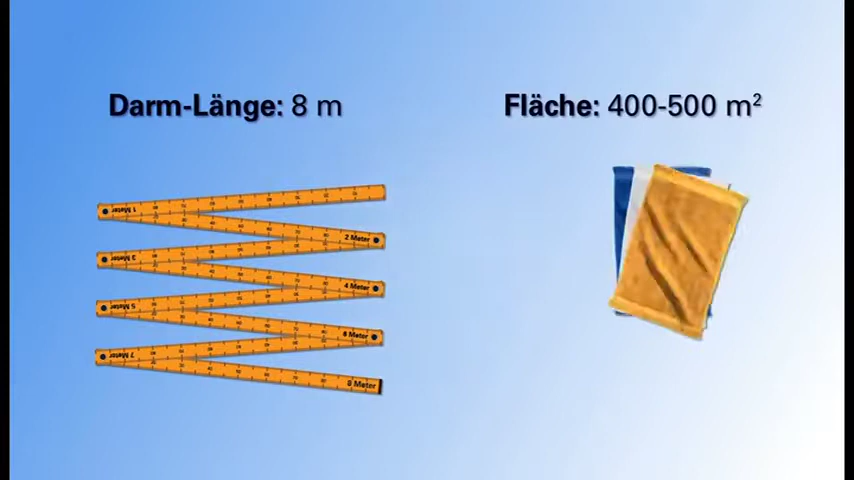 Darm-Länge: 8 m
Fläche: 400-500 m²
1 Meter
2 Meter
3 Meter
4 Meter
5 Meter
6 Meter
7 Meter
8 Meter